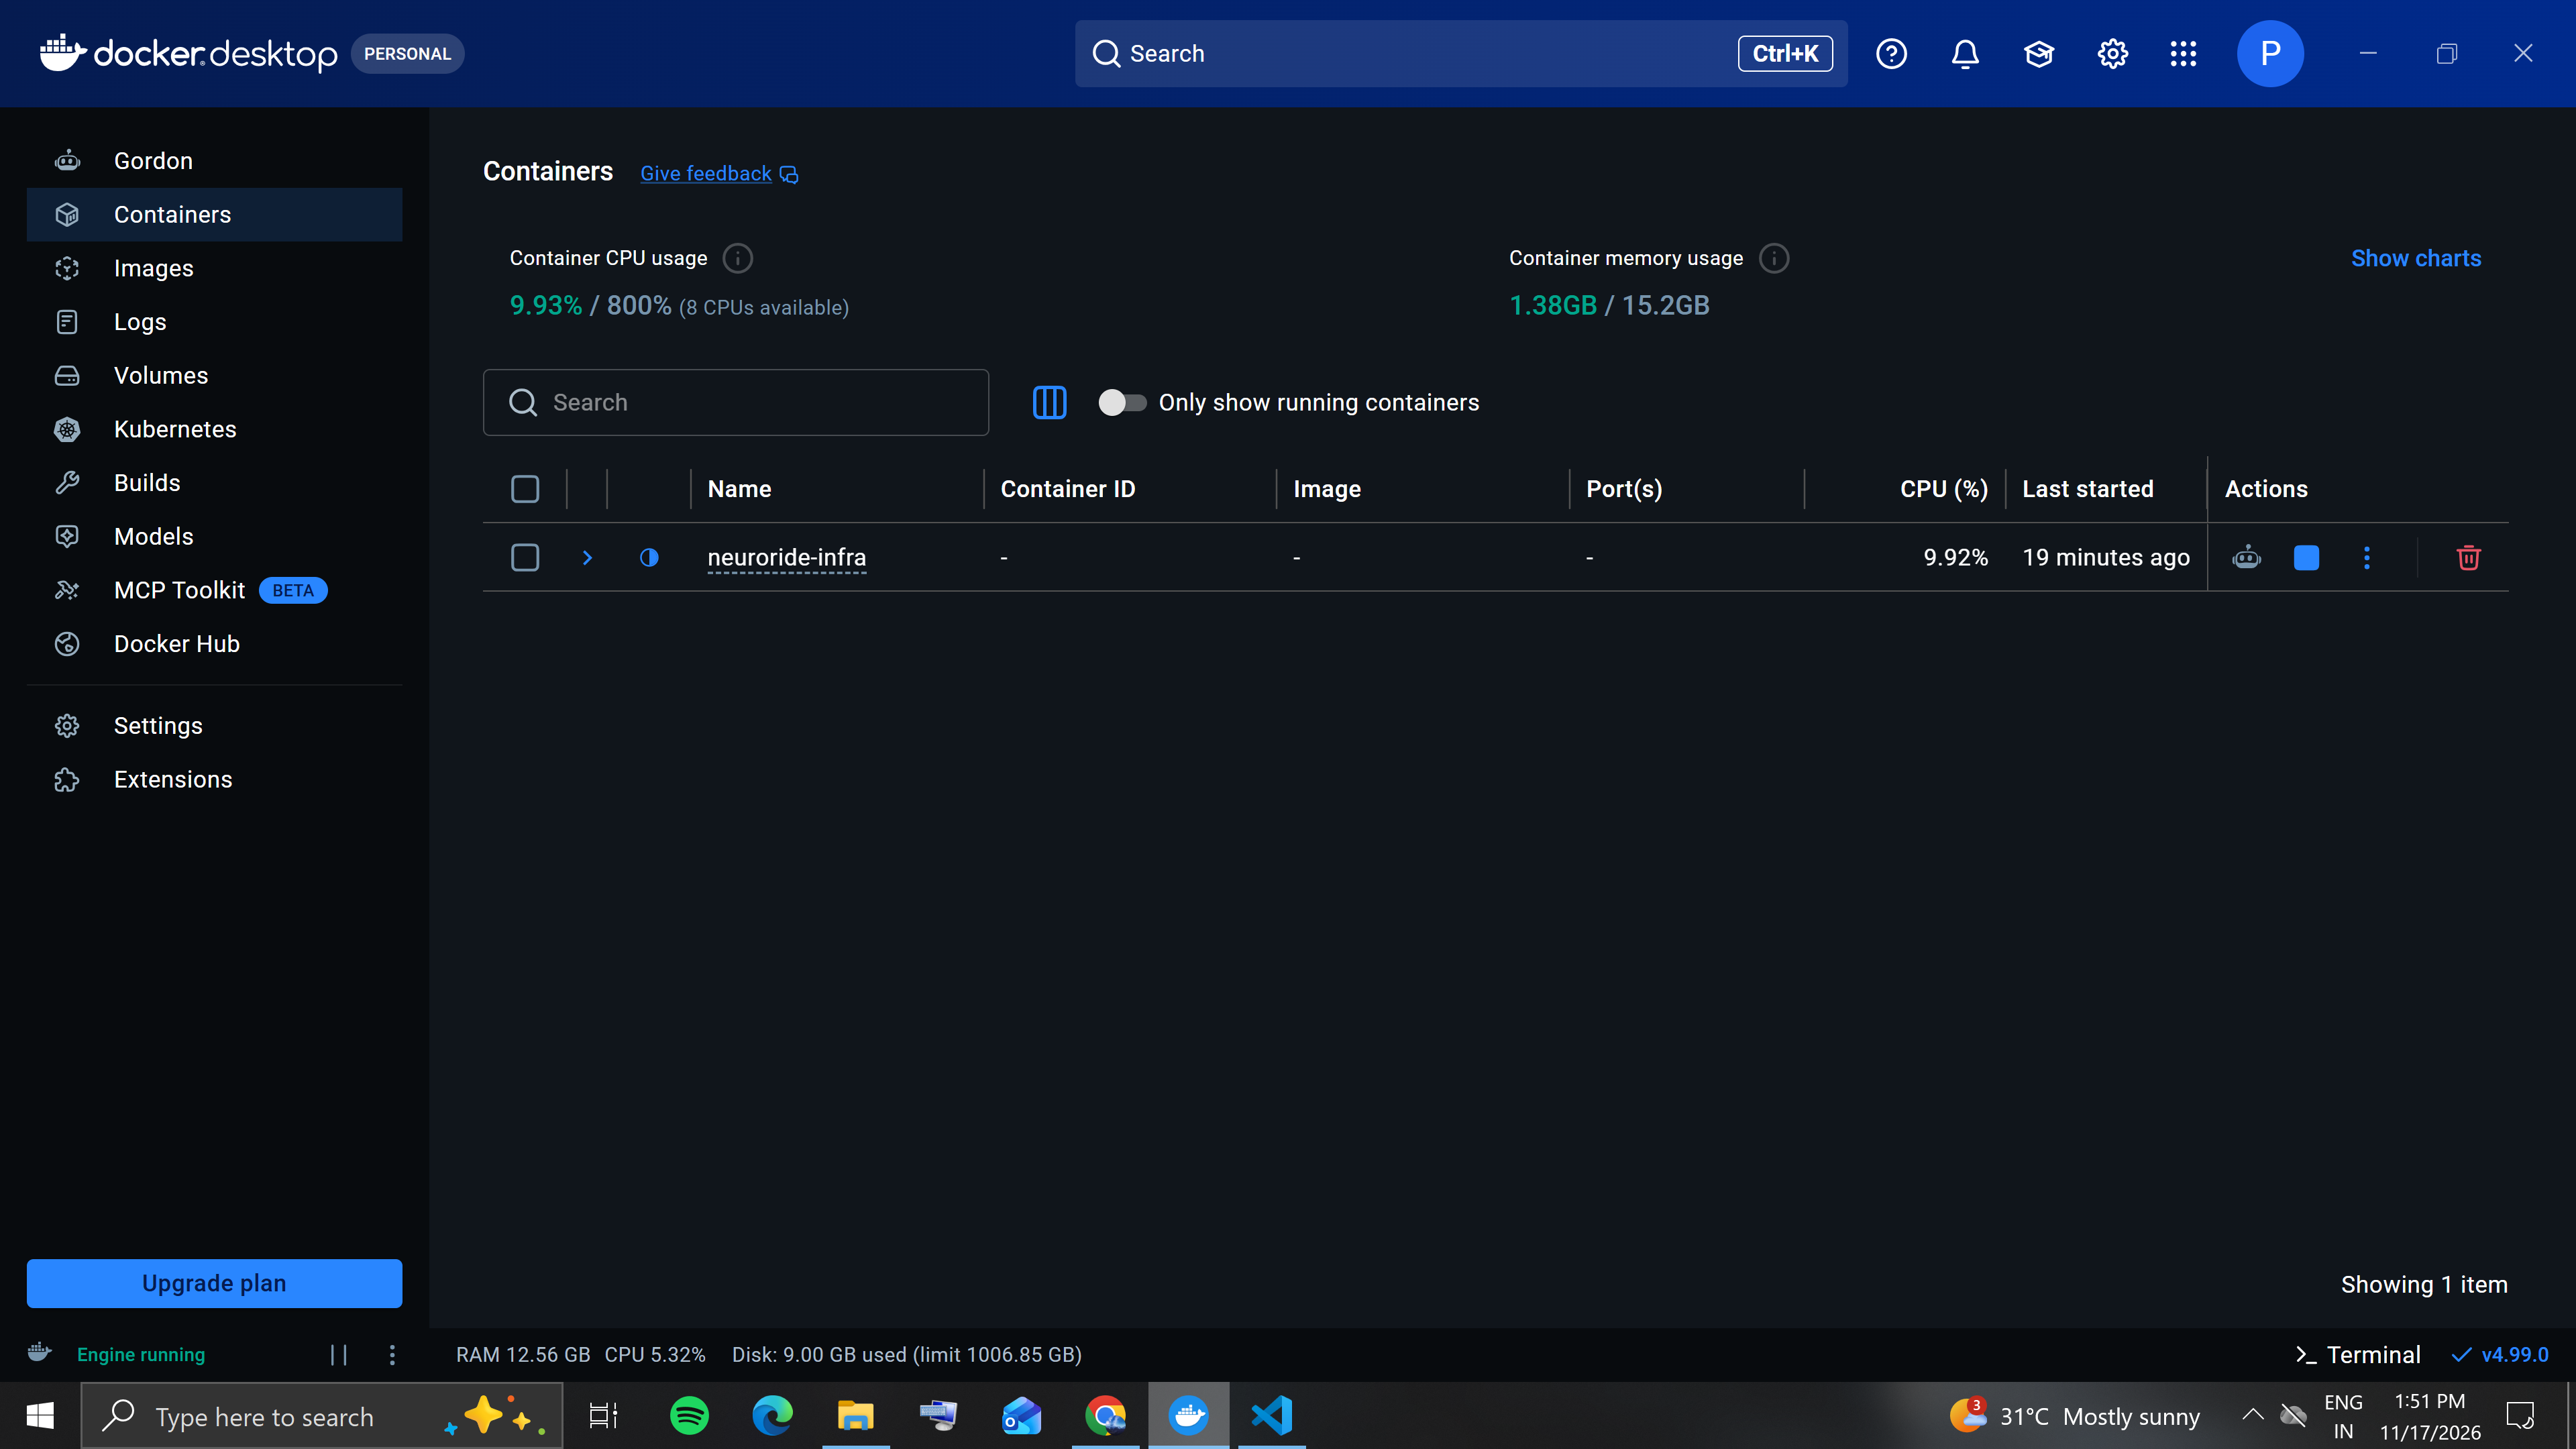 docker.desktop PERSONAL
Search Ctrl+K
P
Gordon
Containers
Images
Logs
Volumes
Kubernetes
Builds
Models
MCP Toolkit BETA
Docker Hub
Settings
Extensions
Upgrade plan
Containers Give feedback
Container CPU usage
9.93% / 800% (8 CPUs available)
Container memory usage
1.38GB / 15.2GB
Show charts
Search
Only show running containers
Name Container ID Image Port(s) CPU (%) Last started Actions
neuroride-infra - - - 9.92% 19 minutes ago
Showing 1 item
Engine running
RAM 12.56 GB CPU 5.32% Disk: 9.00 GB used (limit 1006.85 GB)
Terminal v4.99.0
Type here to search
3
31°C Mostly sunny
ENG
IN
1:51 PM
11/17/2026